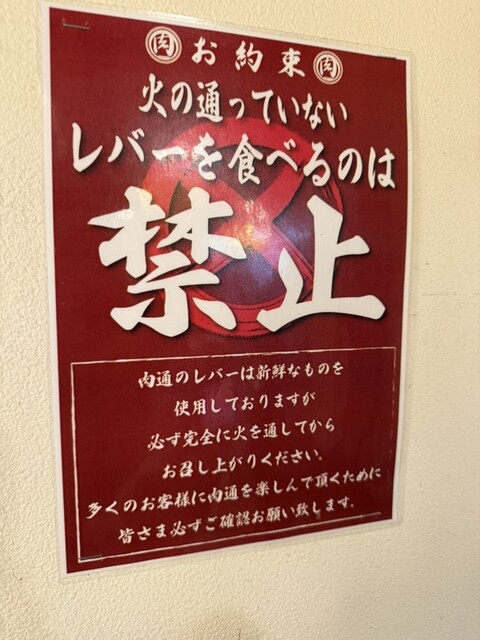 肉 お約束 肉
火の通っていない
レバーを食べるのは
禁止
肉通のレバーは新鮮なものを
使用しておりますが
必ず完全に火を通してから
お召し上がりください。
多くのお客様に肉通を楽しんで頂くために
皆さま必ずご確認お願い致します。